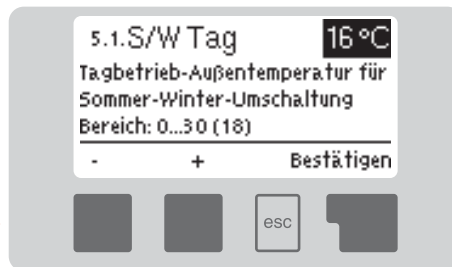 5.1.S/W Tag 16 °C
Tagbetrieb-Außentemperatur für
Sommer-Winter-Umschaltung
Bereich: 0...30 (18)
- + Bestätigen
esc